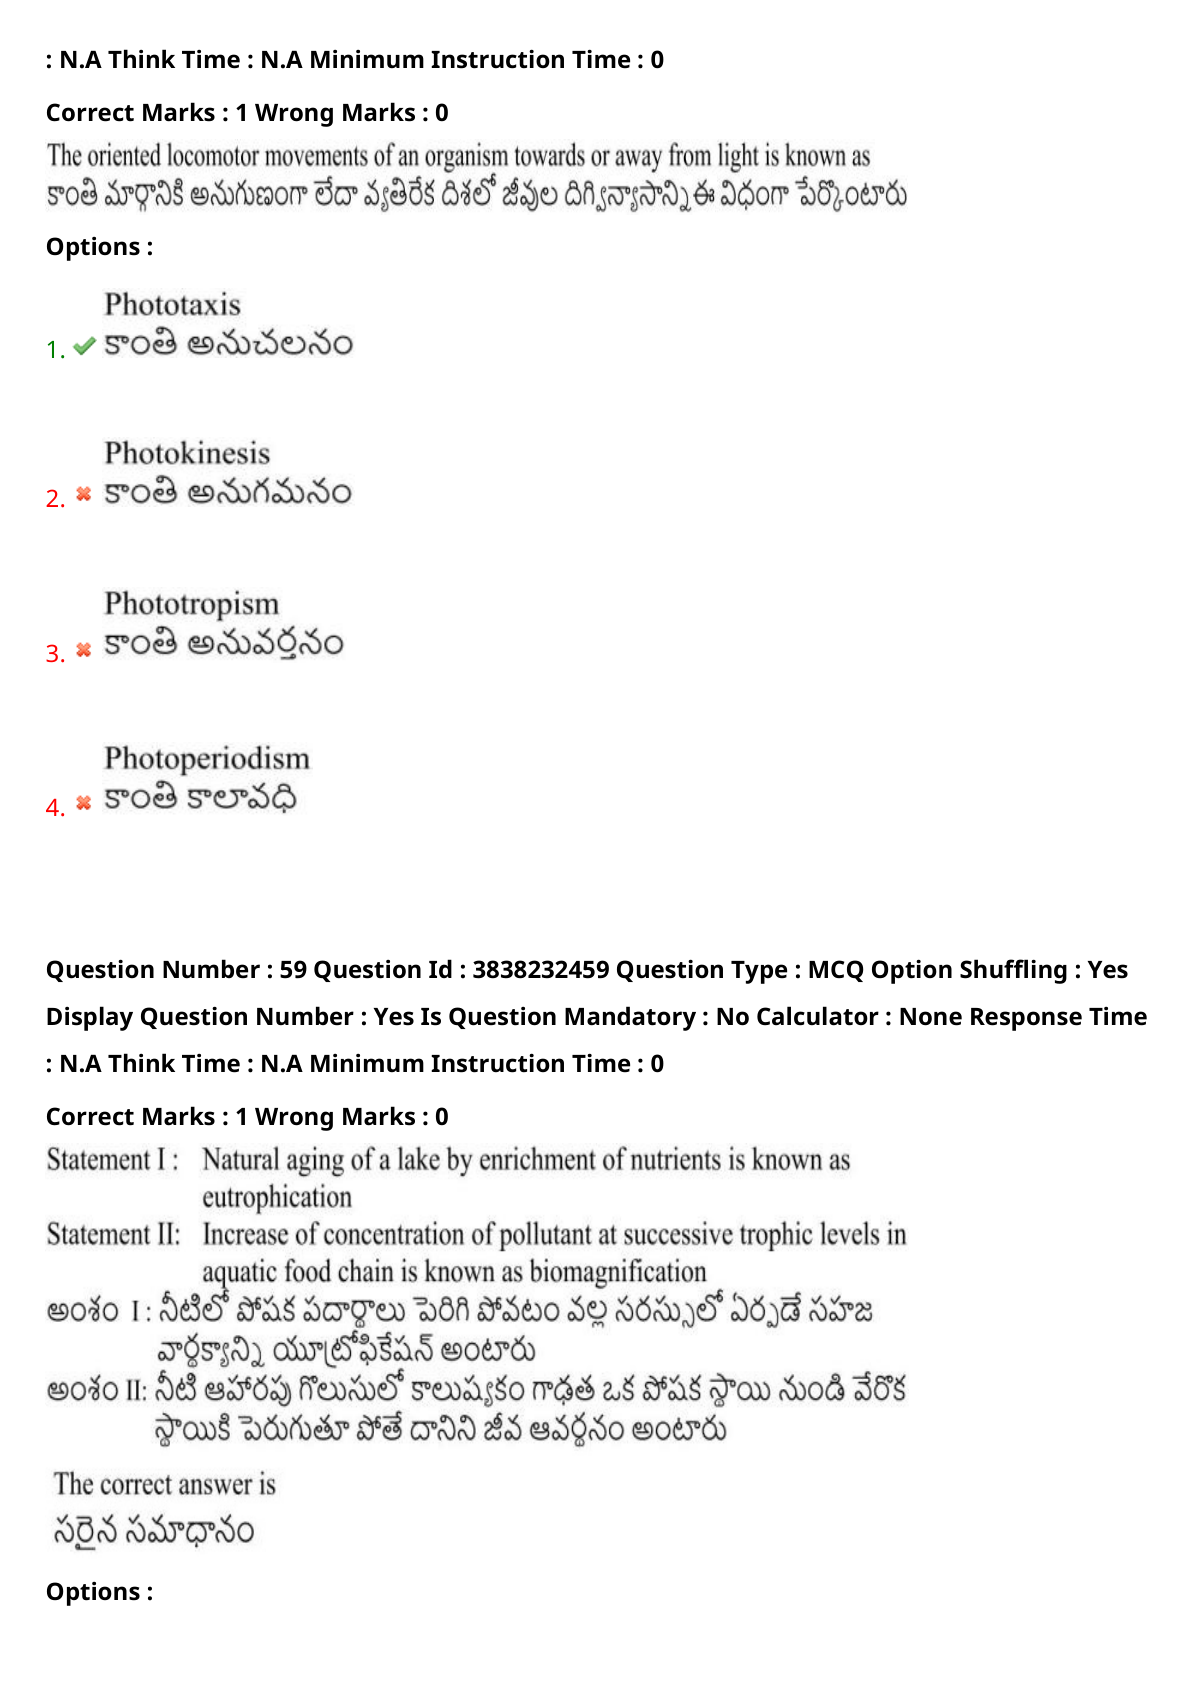 : N.A Think Time : N.A Minimum Instruction Time : 0
Correct Marks : 1 Wrong Marks : 0
The oriented locomotor movements of an organism towards or away from light is known as
కాంతి మార్గానికి అనుగుణంగా లేదా వ్యతిరేక దిశలో జీవుల దిగ్విన్యాసాన్ని ఈ విధంగా పేర్కొంటారు
Options :
Phototaxis
1. కాంతి అనుచలనం
Photokinesis
2. కాంతి అనుగమనం
Phototropism
3. కాంతి అనువర్తనం
Photoperiodism
4. కాంతి కాలావధి
Question Number : 59 Question Id : 3838232459 Question Type : MCQ Option Shuffling : Yes
Display Question Number : Yes Is Question Mandatory : No Calculator : None Response Time
: N.A Think Time : N.A Minimum Instruction Time : 0
Correct Marks : 1 Wrong Marks : 0
Statement I : Natural aging of a lake by enrichment of nutrients is known as
eutrophication
Statement II: Increase of concentration of pollutant at successive trophic levels in
aquatic food chain is known as biomagnification
అంశం I : నీటిలో పోషక పదార్థాలు పెరిగి పోవటం వల్ల సరస్సులో ఏర్పడే సహజ
వార్థక్యాన్ని యూట్రోఫికేషన్ అంటారు
అంశం II: నీటి ఆహారపు గొలుసులో కాలుష్యకం గాఢత ఒక పోషక స్థాయి నుండి వేరొక
స్థాయికి పెరుగుతూ పోతే దానిని జీవ ఆవర్థనం అంటారు
The correct answer is
సరైన సమాధానం
Options :